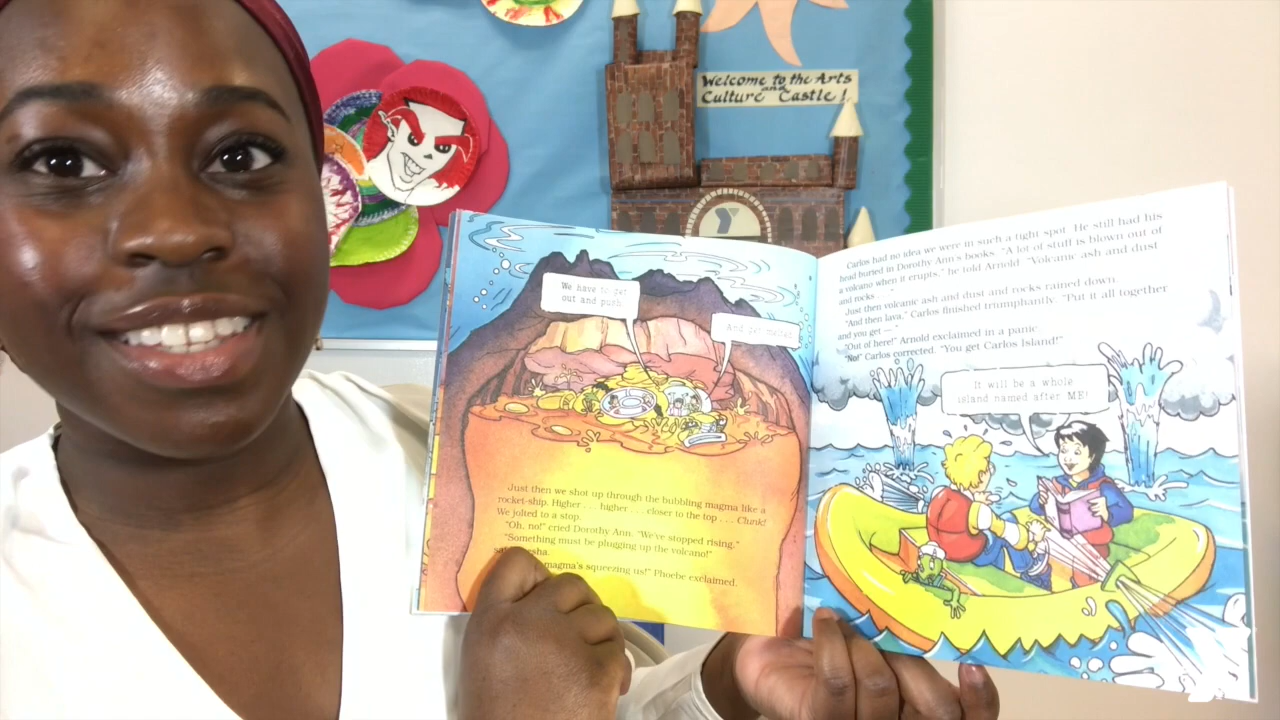 Welcome to the Arts
and
Culture Castle!
We have to get
out and push.
And get melted
Just then we shot up through the bubbling magma like a
rocket-ship. Higher . . . higher . . . closer to the top . . . Clunk!
We jolted to a stop.
"Oh, no!" cried Dorothy Ann. "We've stopped rising."
"Something must be plugging up the volcano!"
magma's squeezing us!" Phoebe exclaimed.
Carlos had no idea we were in such a tight spot. He still had his
head buried in Dorothy Ann's books. "A lot of stuff is blown out of
a volcano when it erupts," he told Arnold. "Volcanic ash and dust
and rocks . . . "
Just then volcanic ash and dust and rocks rained down.
"And then lava," Carlos finished triumphantly. "Put it all together
and you get — "
"Out of here!" Arnold exclaimed in a panic.
"No!" Carlos corrected. "You get Carlos Island!"
It will be a whole
island named after ME!